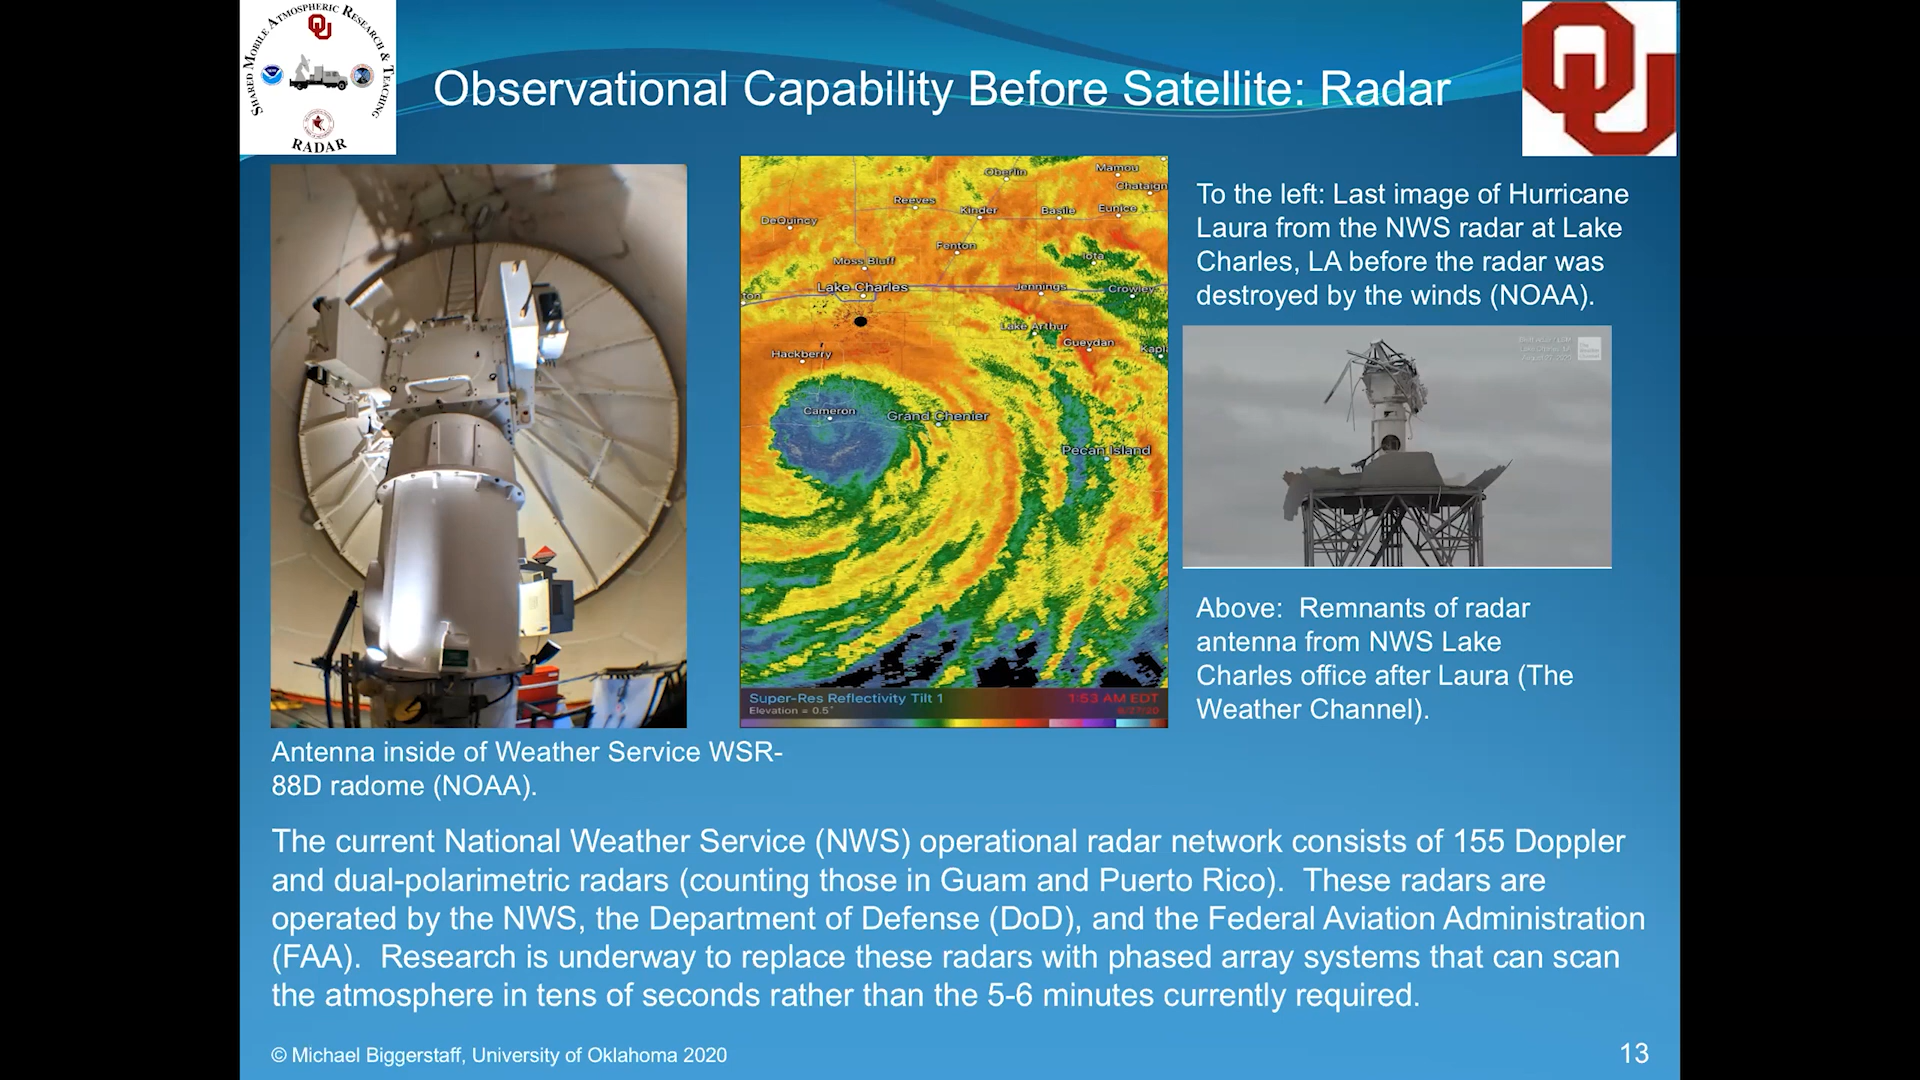 SHARED MOBILE ATMOSPHERIC RESEARCH & TEACHING
RADAR
Observational Capability Before Satellite: Radar
OU
To the left: Last image of Hurricane
Laura from the NWS radar at Lake
Charles, LA before the radar was
destroyed by the winds (NOAA).
Oberlin
Mamou
Chataign
Reeves
Kinder
Basile
Eunice
DeQuincy
Fenton
Moss Bluff
Iota
Lake Charles
Jennings
Crowley
ton
Lake Arthur
Gueydan
Kapl
Hackberry
Cameron
Grand Chenier
Pecan Island
Super-Res Reflectivity Tilt 1
1:53 AM EDT
Elevation = 0.5°
8/27/20
Above: Remnants of radar
antenna from NWS Lake
Charles office after Laura (The
Weather Channel).
Antenna inside of Weather Service WSR-
88D radome (NOAA).
The current National Weather Service (NWS) operational radar network consists of 155 Doppler
and dual-polarimetric radars (counting those in Guam and Puerto Rico). These radars are
operated by the NWS, the Department of Defense (DoD), and the Federal Aviation Administration
(FAA). Research is underway to replace these radars with phased array systems that can scan
the atmosphere in tens of seconds rather than the 5-6 minutes currently required.
© Michael Biggerstaff, University of Oklahoma 2020
13